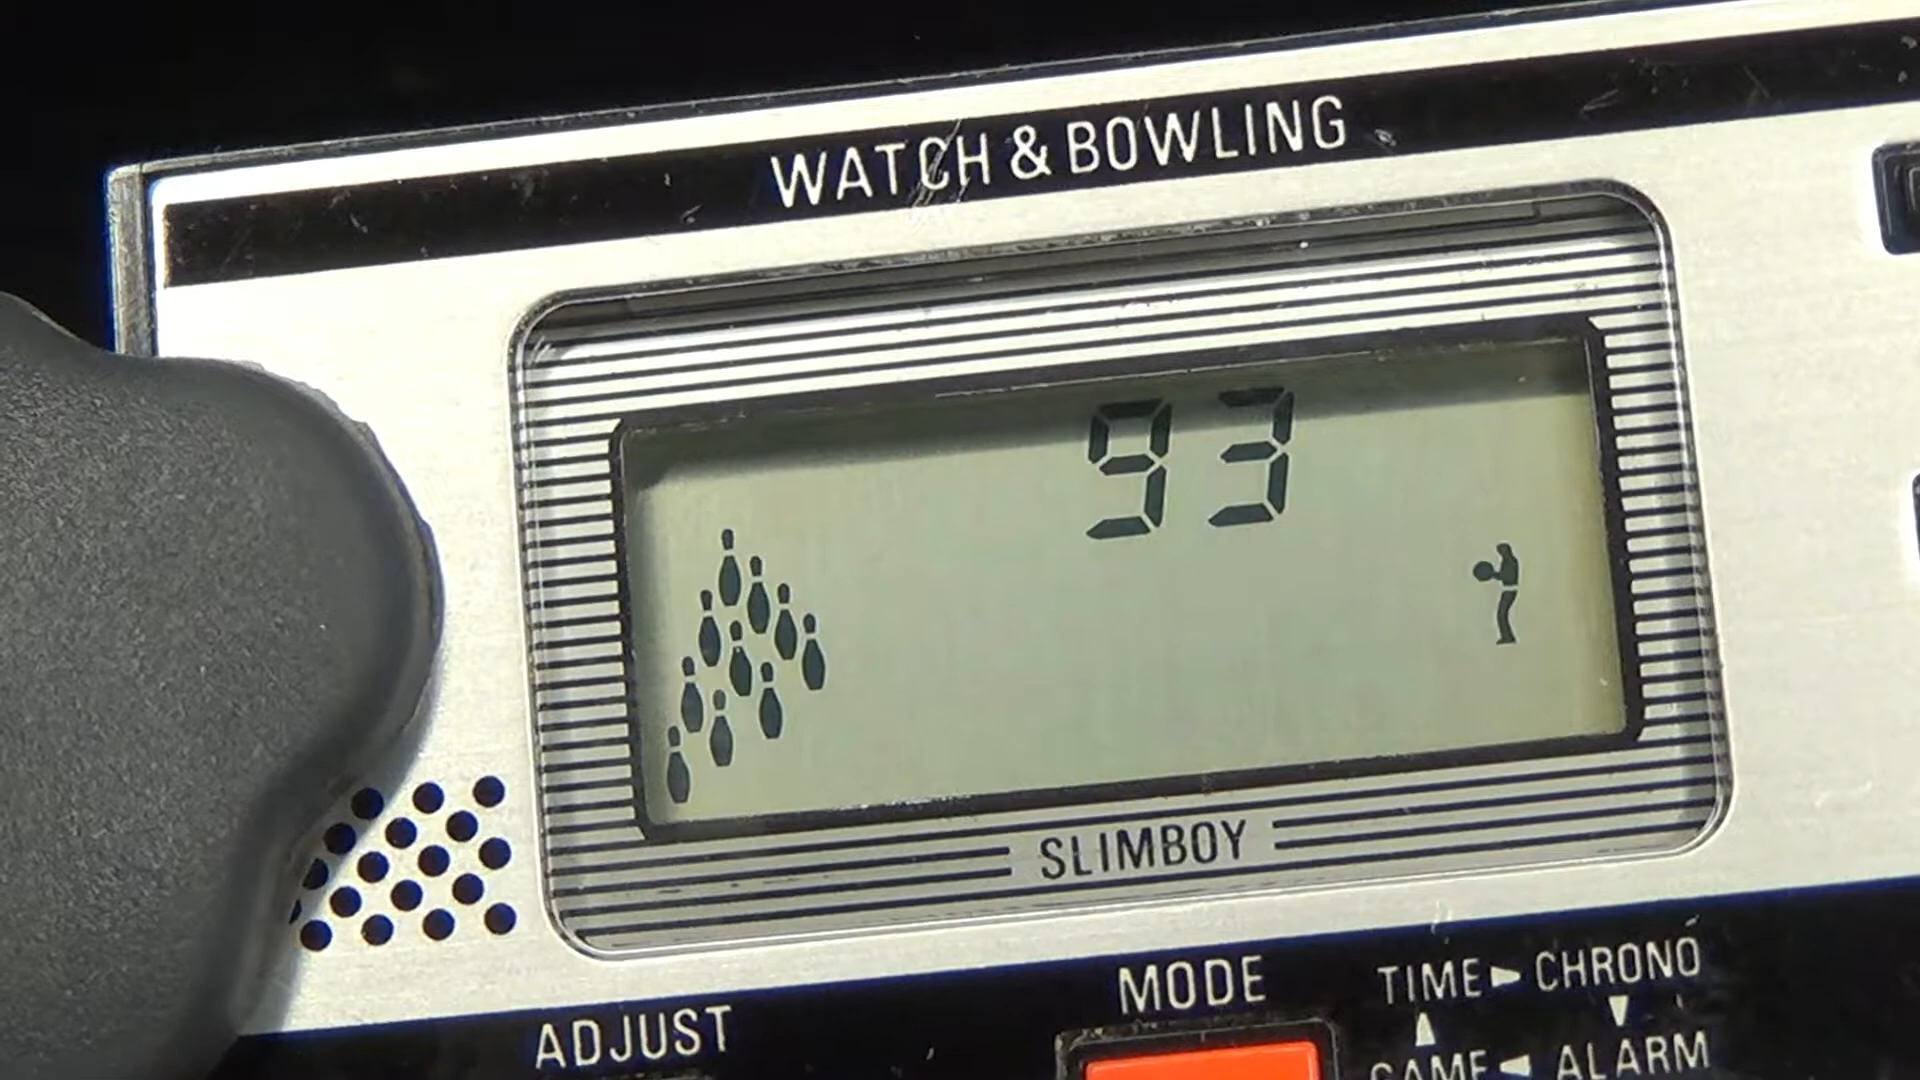 WATCH & BOWLING
93
SLIMBOY
ADJUST
MODE
TIME ► CHRONO
GAME ◄ ALARM